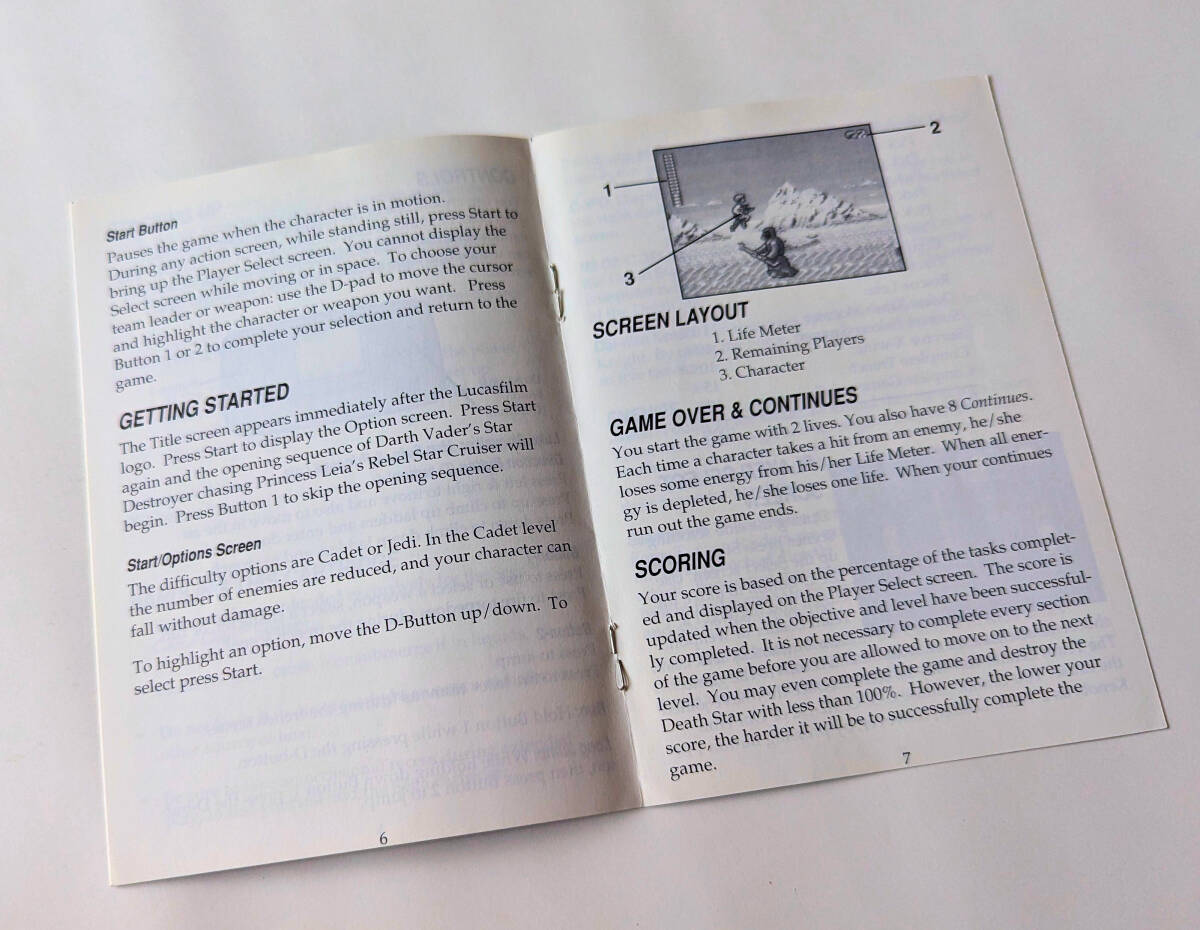 Start Button
Pauses the game when the character is in motion.
During any action screen, while standing still, press Start to
bring up the Player Select screen. You cannot display the
Select screen while moving or in space. To choose your
team leader or weapon: use the D-pad to move the cursor
and highlight the character or weapon you want. Press
Button 1 or 2 to complete your selection and return to the
game.
GETTING STARTED
The Title screen appears immediately after the Lucasfilm
logo. Press Start to display the Option screen. Press Start
again and the opening sequence of Darth Vader's Star
Destroyer chasing Princess Leia's Rebel Star Cruiser will
begin. Press Button 1 to skip the opening sequence.
Start/Options Screen
The difficulty options are Cadet or Jedi. In the Cadet level
the number of enemies are reduced, and your character can
fall without damage.
To highlight an option, move the D-Button up/down. To
select press Start.
6
1
2
3
SCREEN LAYOUT
1. Life Meter
2. Remaining Players
3. Character
GAME OVER & CONTINUES
You start the game with 2 lives. You also have 8 Continues.
Each time a character takes a hit from an enemy, he/she
loses some energy from his/her Life Meter. When all ener-
gy is depleted, he/she loses one life. When your continues
run out the game ends.
SCORING
Your score is based on the percentage of the tasks complet-
ed and displayed on the Player Select screen. The score is
updated when the objective and level have been successful-
ly completed. It is not necessary to complete every section
of the game before you are allowed to move on to the next
level. You may even complete the game and destroy the
Death Star with less than 100%. However, the lower your
score, the harder it will be to successfully complete the
game.
7